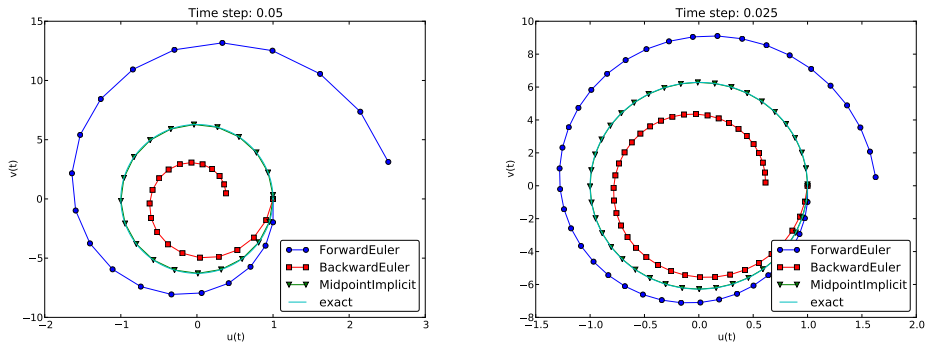 Time step: 0.05
15
10
5
0
−5
−10
−2
−1
0
1
2
3
v(t)
u(t)
ForwardEuler
BackwardEuler
MidpointImplicit
exact
Time step: 0.025
10
8
6
4
2
0
−2
−4
−6
−8
−1.5
−1.0
−0.5
0.0
0.5
1.0
1.5
2.0
v(t)
u(t)
ForwardEuler
BackwardEuler
MidpointImplicit
exact